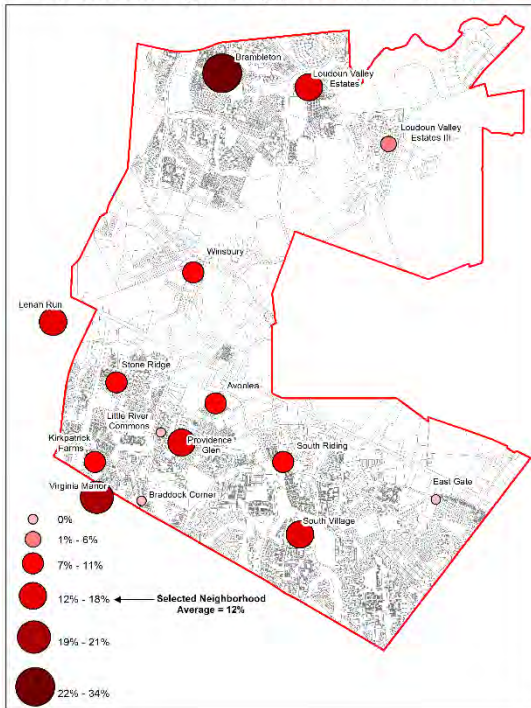 Brambleton
Loudoun Valley
Estates
Loudoun Valley
Estates III
Winsbury
Lenah Run
Stone Ridge
Avonlea
Little River
Commons
Providence
Glen
Kirkpatrick
Farms
South Riding
Virginia Manor
Braddock Corner
East Gate
South Village
0%
1% - 6%
7% - 11%
12% - 18%
Selected Neighborhood
Average = 12%
19% - 21%
22% - 34%